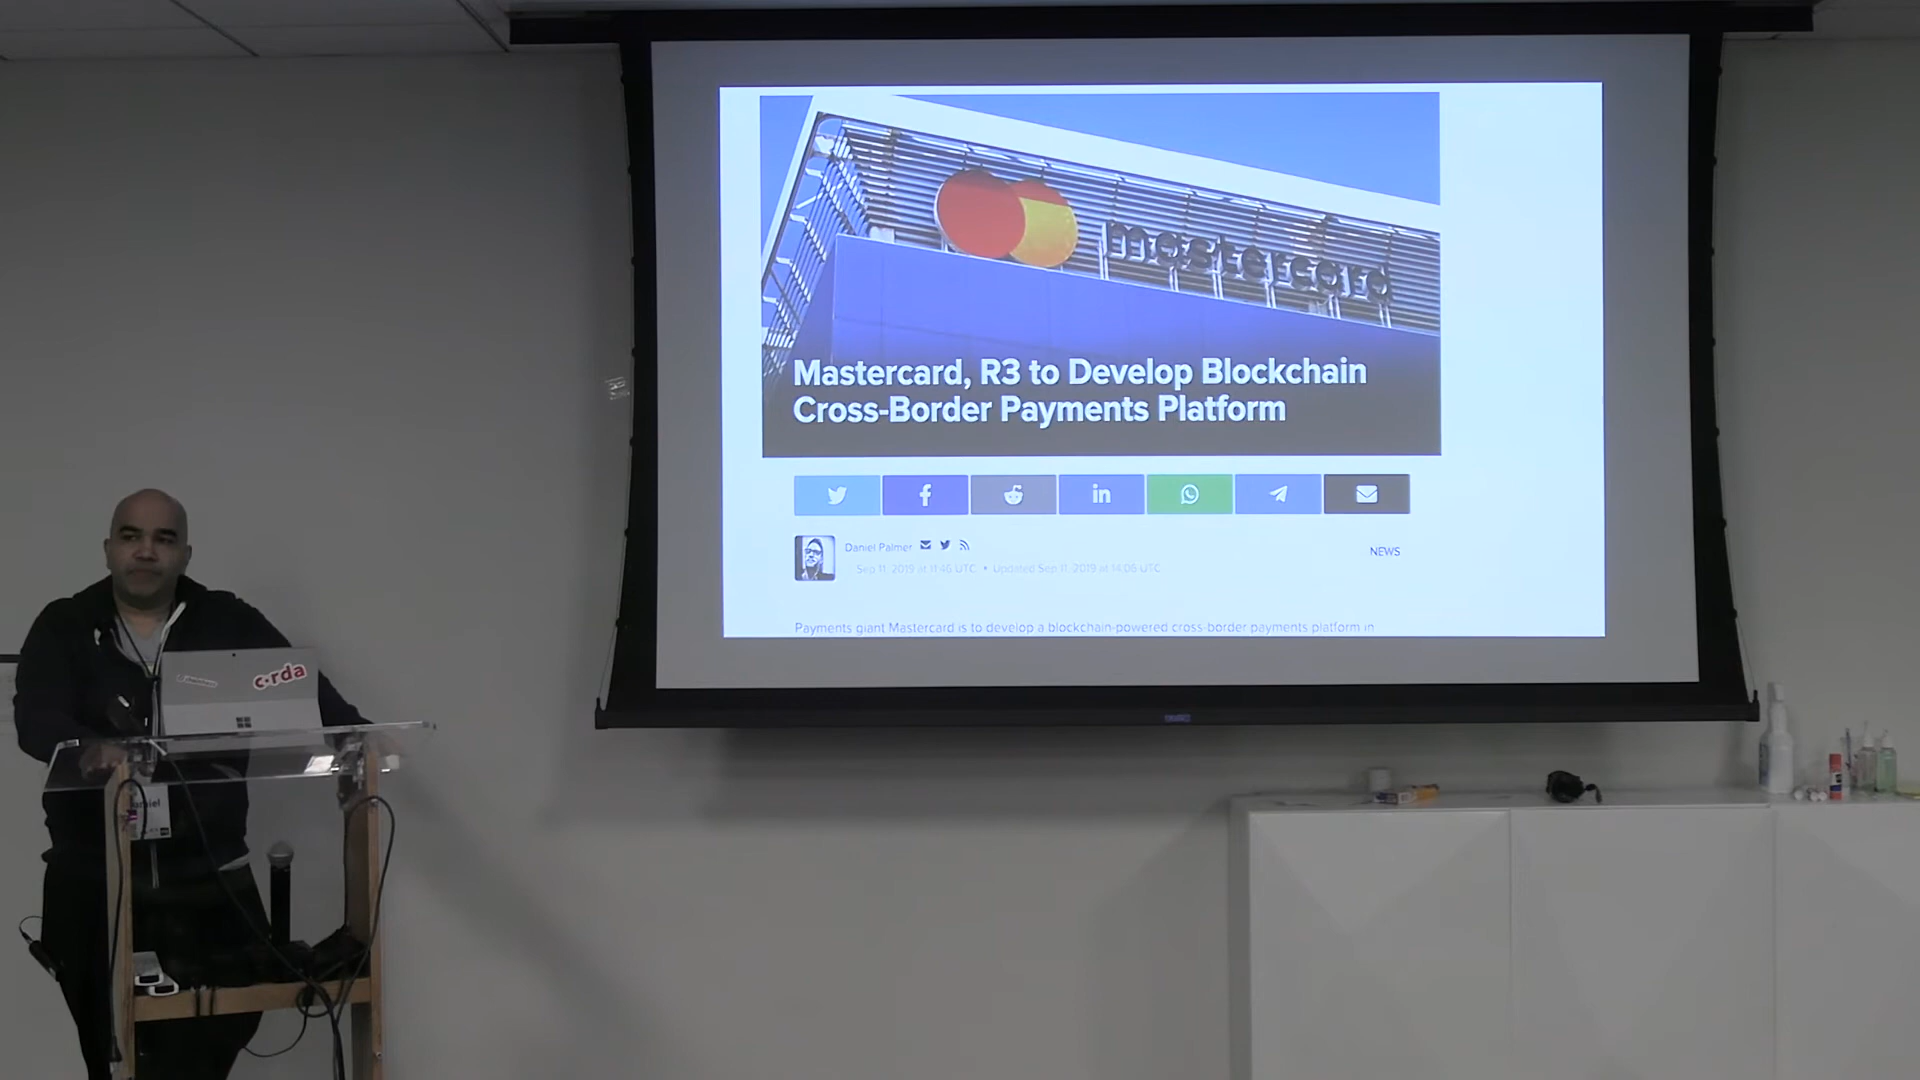 mastercard
Mastercard, R3 to Develop Blockchain
Cross-Border Payments Platform
Daniel Palmer
NEWS
Sep 11, 2019 at 11:46 UTC • Updated Sep 11, 2019 at 14:06 UTC
Payments giant Mastercard is to develop a blockchain-powered cross-border payments platform in
c·rda